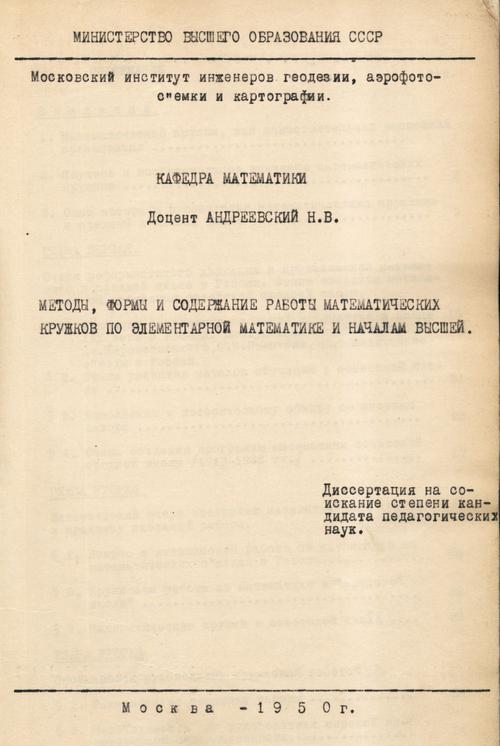 МИНИСТЕРСТВО ВЫСШЕГО ОБРАЗОВАНИЯ СССР
Московский институт инженеров геодезии, аэрофото-
с"емки и картографии.
КАФЕДРА МАТЕМАТИКИ
Доцент АНДРЕЕВСКИЙ Н.В.
МЕТОДЫ, ФОРМЫ И СОДЕРЖАНИЕ РАБОТЫ МАТЕМАТИЧЕСКИХ
КРУЖКОВ ПО ЭЛЕМЕНТАРНОЙ МАТЕМАТИКЕ И НАЧАЛАМ ВЫСШЕЙ.
Диссертация на со-
искание степени кан-
дидата педагогических
наук.
Москва - 1950г.